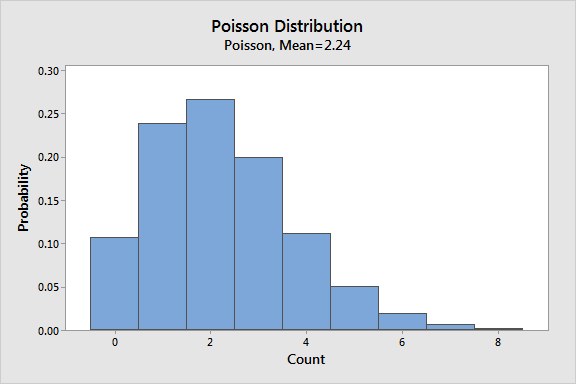 Poisson Distribution
Poisson, Mean=2.24
0.30
0.25
0.20
0.15
0.10
0.05
0.00
Probability
0 2 4 6 8
Count